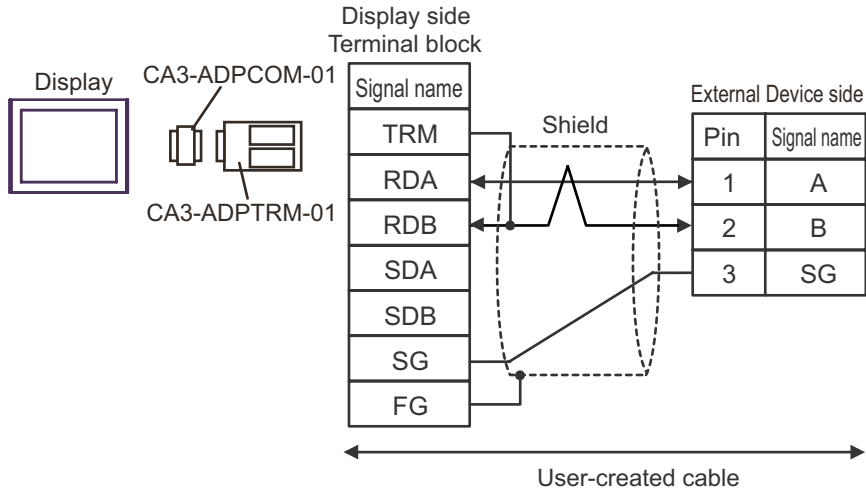 Display side
Terminal block
Display
CA3-ADPCOM-01
CA3-ADPTRM-01
Signal name
TRM
RDA
RDB
SDA
SDB
SG
FG
Shield
External Device side
Pin Signal name
1 A
2 B
3 SG
User-created cable